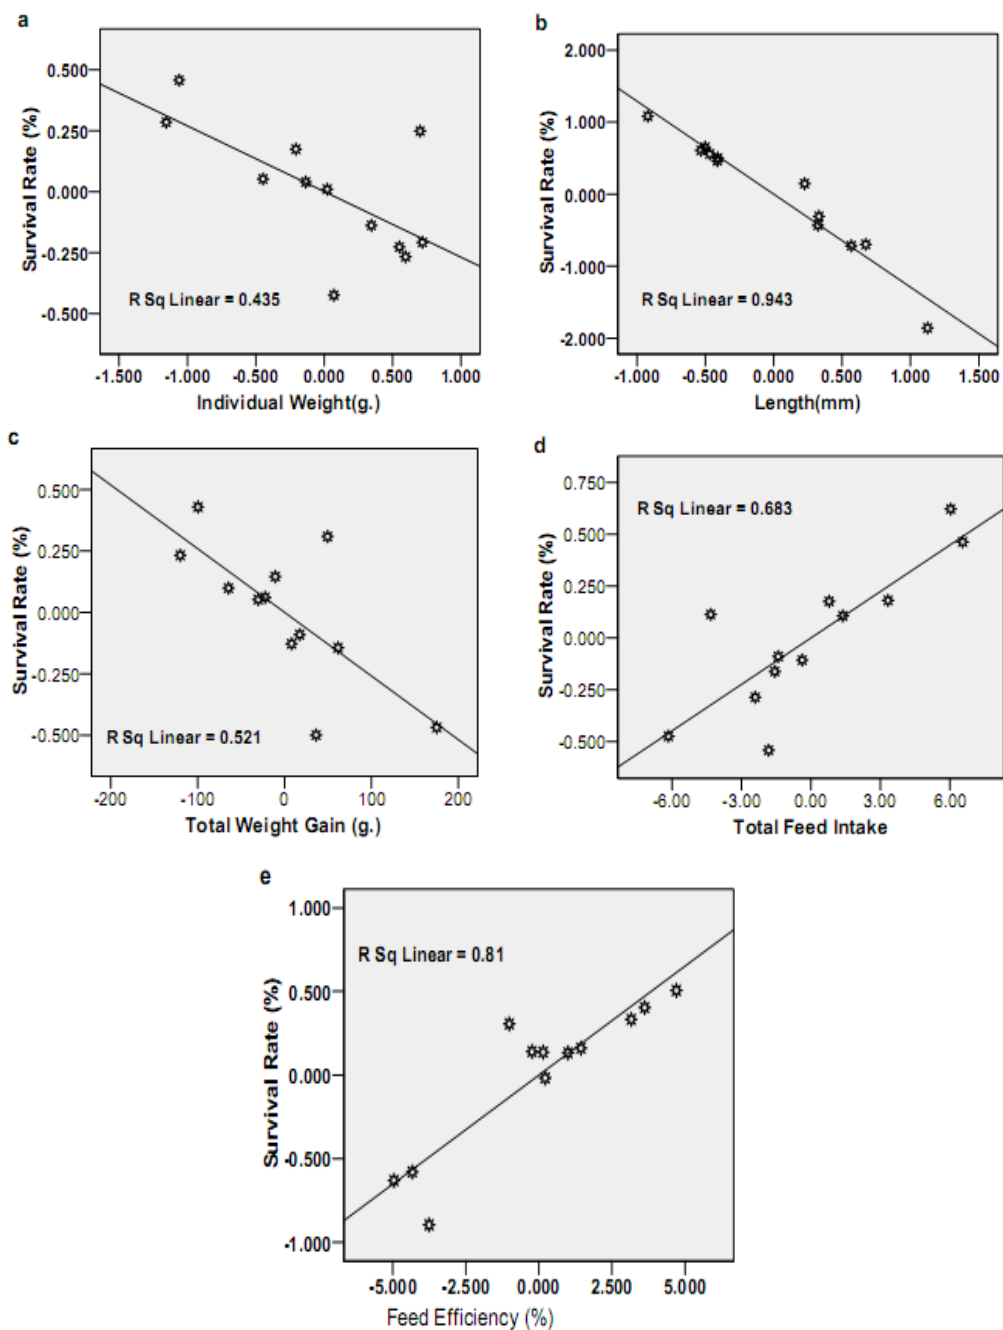 a
0.500
0.250
0.000
-0.250
-0.500
Survival Rate (%)
R Sq Linear = 0.435
-1.500 -1.000 -0.500 0.000 0.500 1.000
Individual Weight(g.)
b
2.000
1.000
0.000
-1.000
-2.000
Survival Rate (%)
R Sq Linear = 0.943
-1.000 -0.500 0.000 0.500 1.000 1.500
Length(mm)
c
0.500
0.250
0.000
-0.250
-0.500
Survival Rate (%)
R Sq Linear = 0.521
-200 -100 0 100 200
Total Weight Gain (g.)
d
0.750
0.500
0.250
0.000
-0.250
-0.500
Survival Rate (%)
R Sq Linear = 0.683
-6.00 -3.00 0.00 3.00 6.00
Total Feed Intake
e
1.000
0.500
0.000
-0.500
-1.000
Survival Rate (%)
R Sq Linear = 0.81
-5.000 -2.500 0.000 2.500 5.000
Feed Efficiency (%)